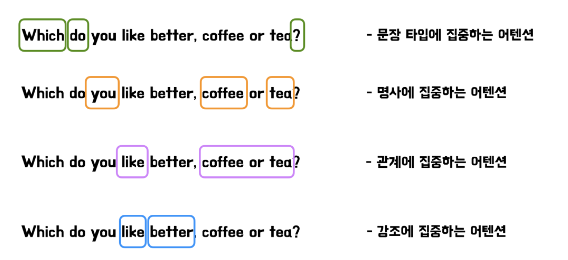 Which do you like better, coffee or tea? - 문장 타입에 집중하는 어텐션
Which do you like better, coffee or tea? - 명사에 집중하는 어텐션
Which do you like better, coffee or tea? - 관계에 집중하는 어텐션
Which do you like better, coffee or tea? - 강조에 집중하는 어텐션